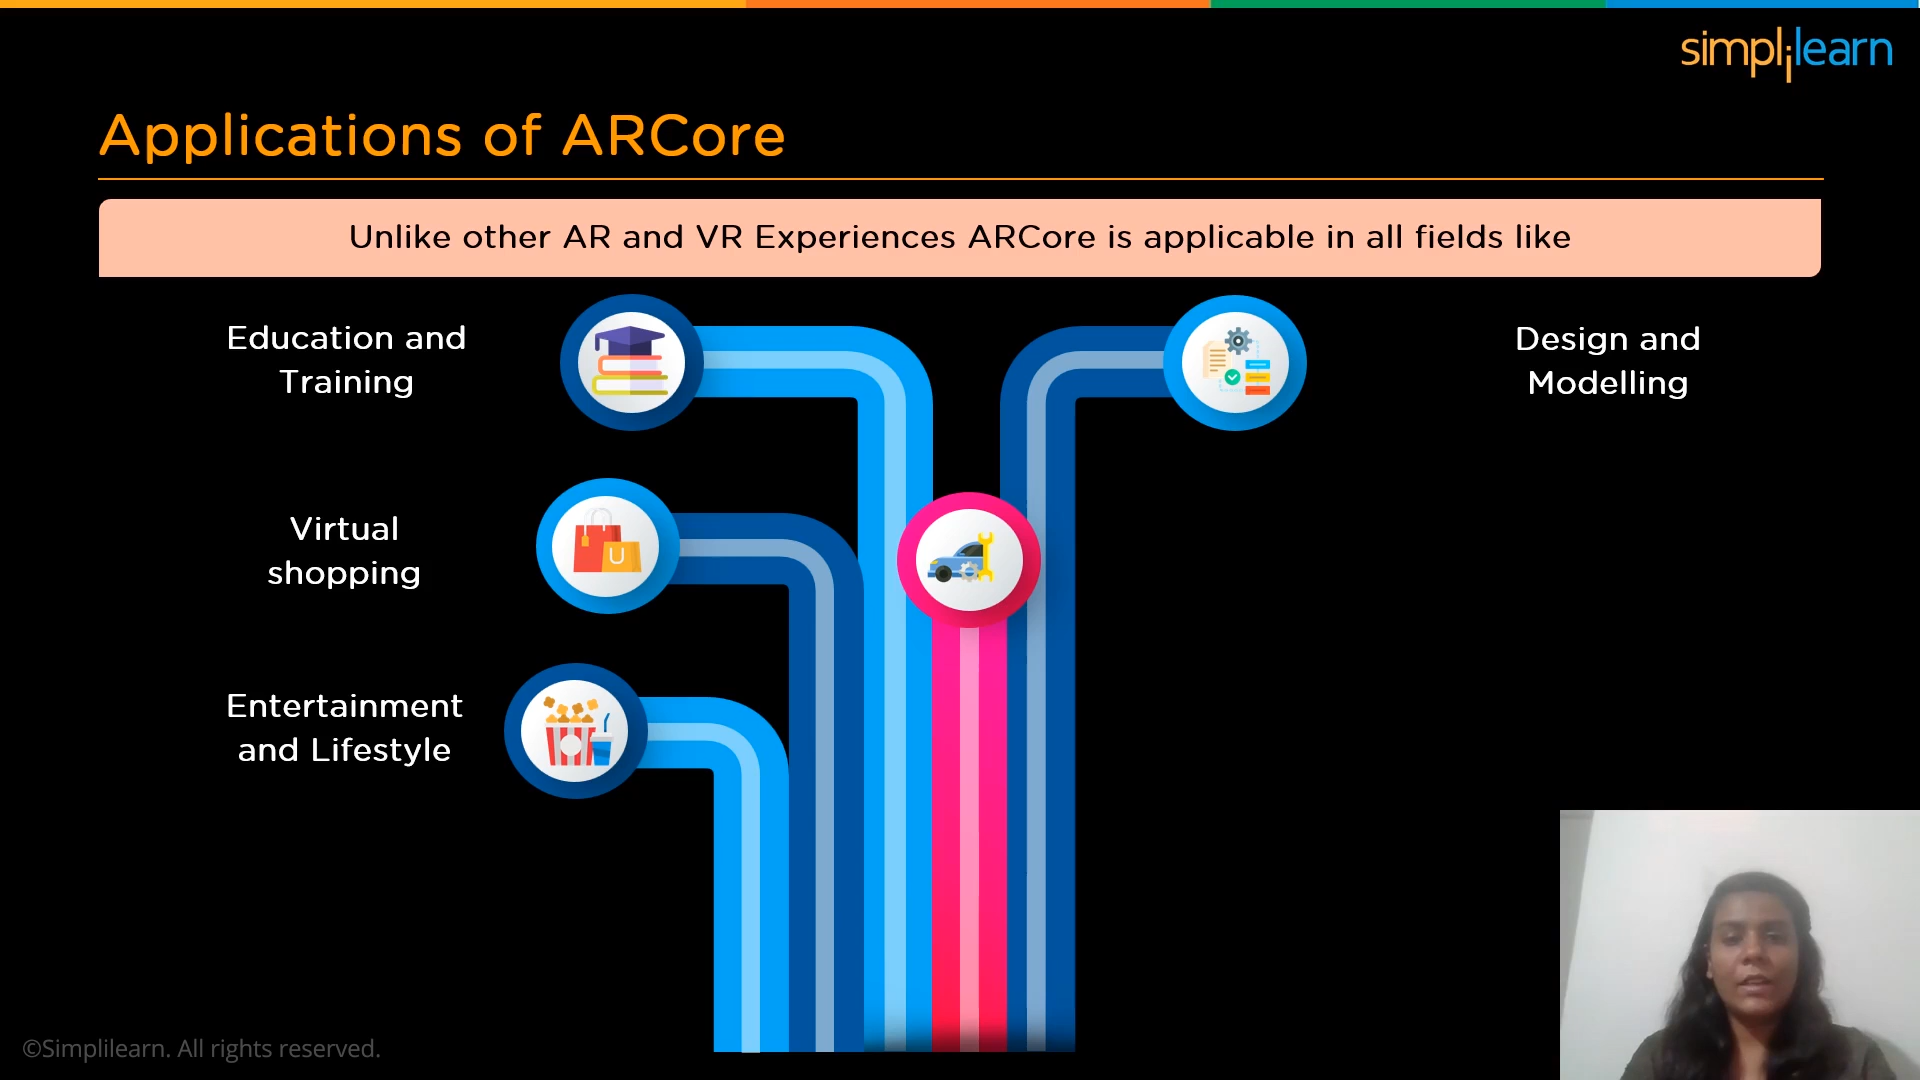 simplilearn
Applications of ARCore
Unlike other AR and VR Experiences ARCore is applicable in all fields like
Education and
Training
Design and
Modelling
Virtual
shopping
U
Entertainment
and Lifestyle
©Simplilearn. All rights reserved.